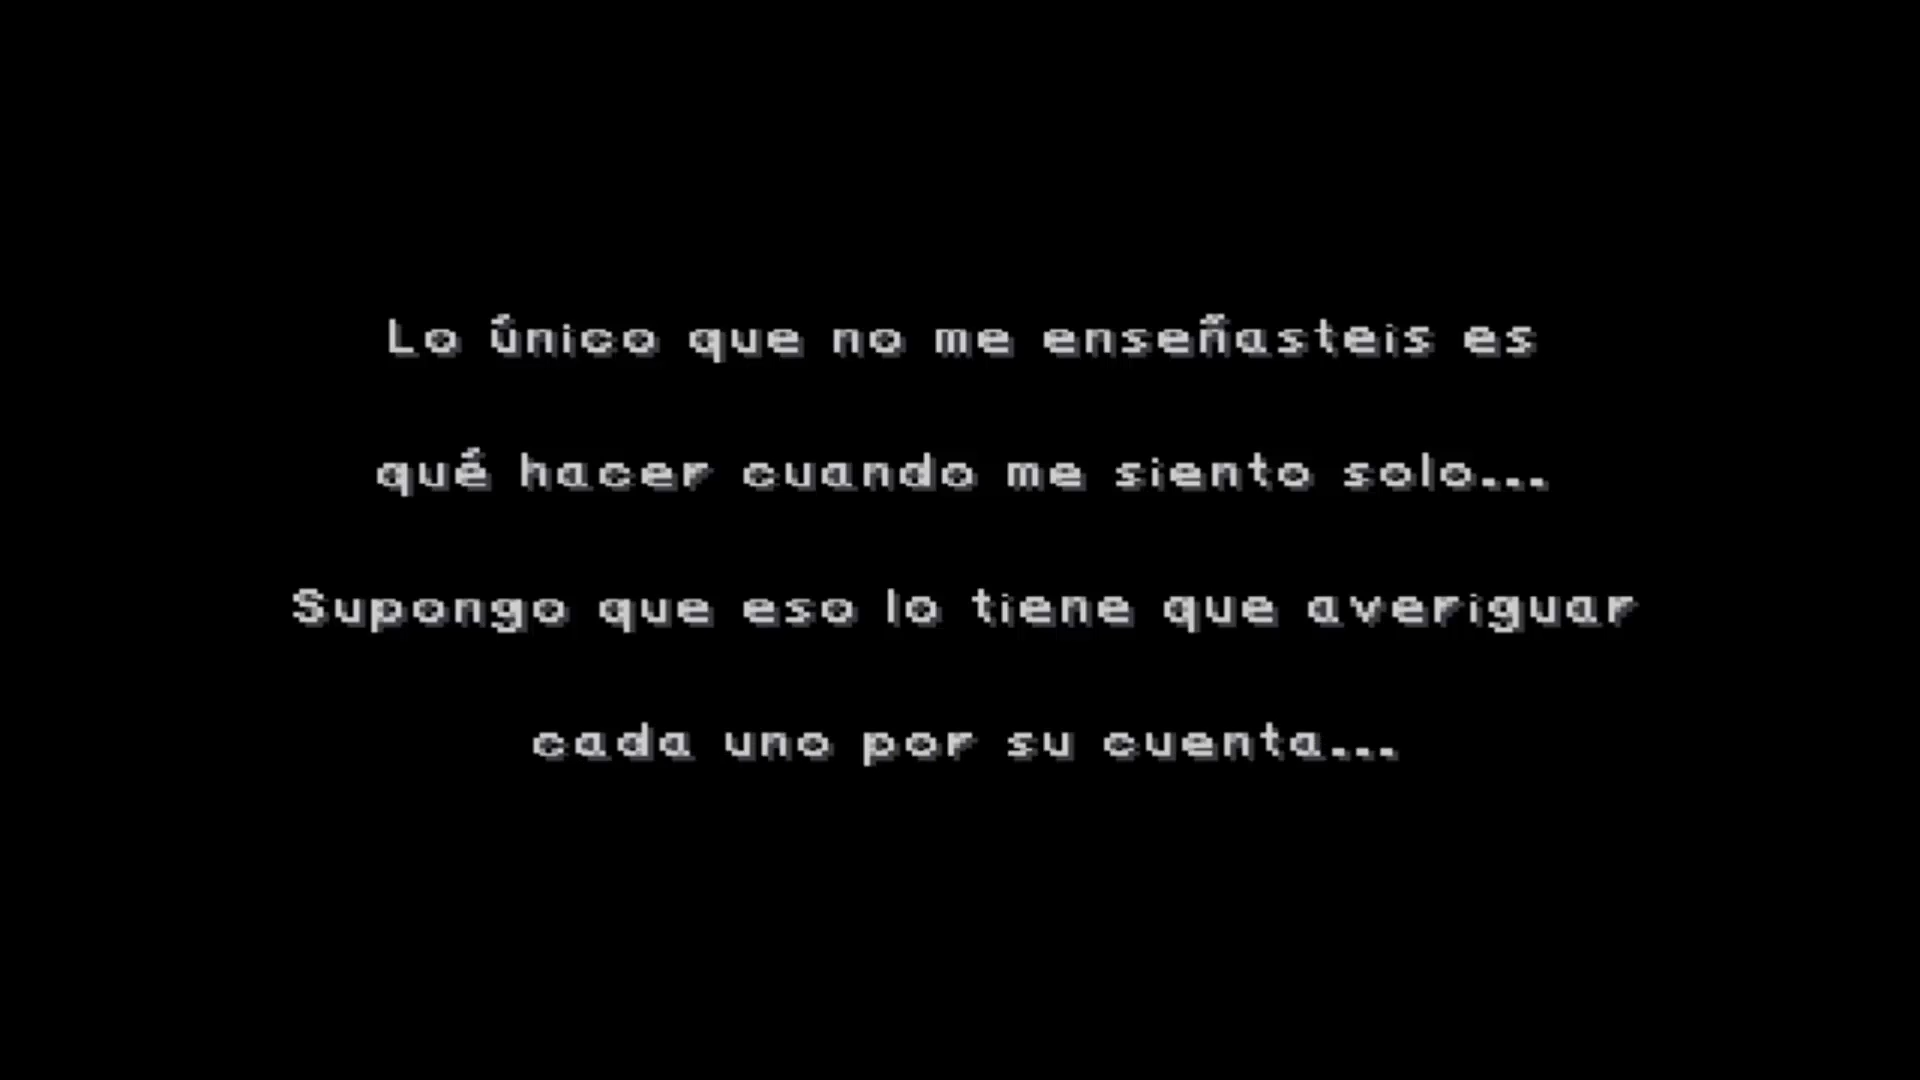 Lo único que no me enseñasteis es
qué hacer cuando me siento solo...
Supongo que eso lo tiene que averiguar
cada uno por su cuenta...